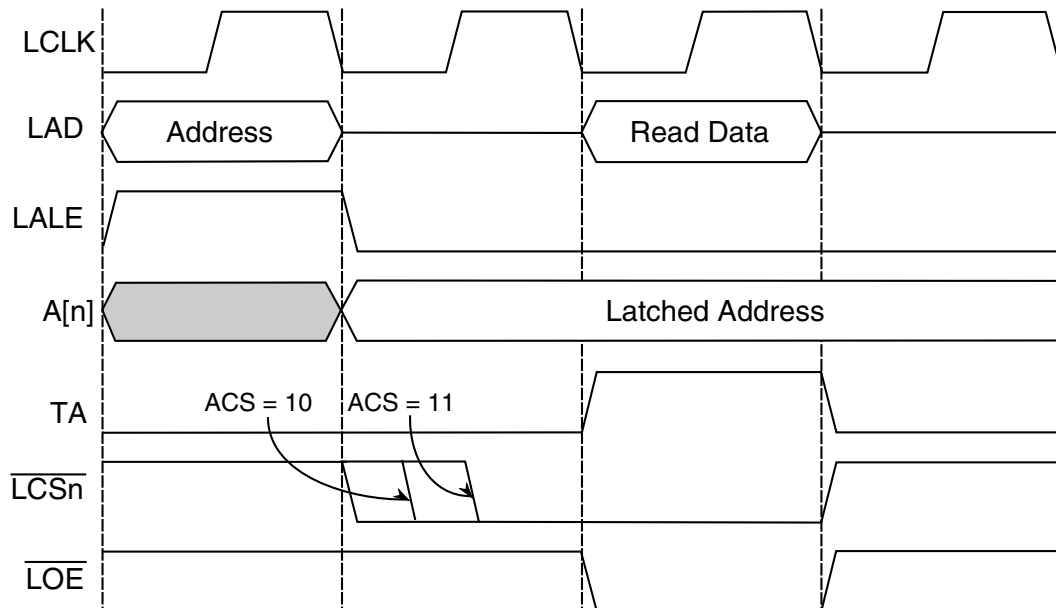 LCLK
LAD
Address
Read Data
LALE
A[n]
Latched Address
TA
ACS = 10
ACS = 11
LCSn
LOE